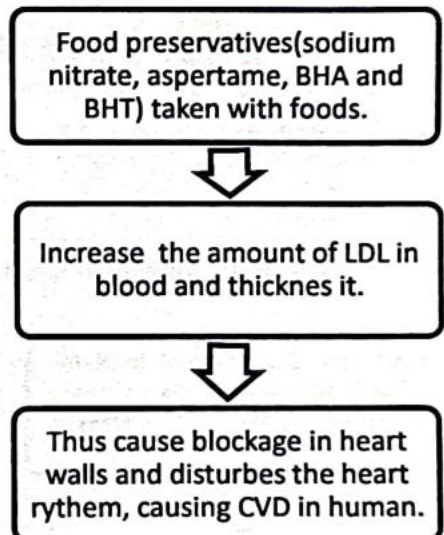 Food preservatives(sodium
nitrate, aspertame, BHA and
BHT) taken with foods.
Increase the amount of LDL in
blood and thicknes it.
Thus cause blockage in heart
walls and disturbes the heart
rythem, causing CVD in human.